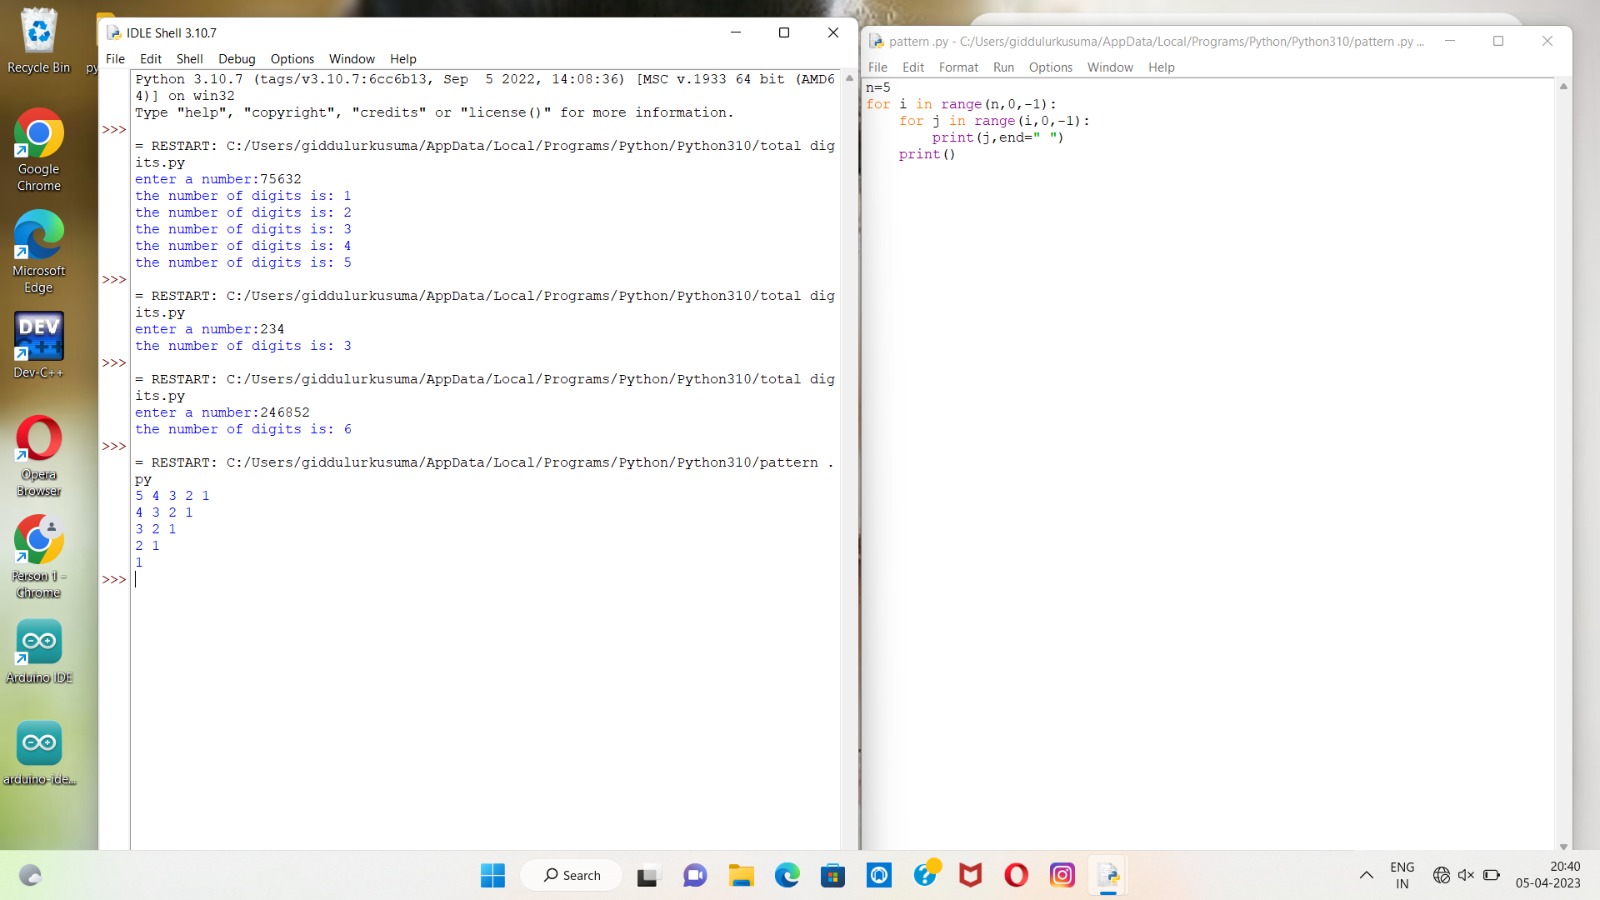 Recycle Bin
py
Google
Chrome
Microsoft
Edge
DEV
C++
Dev-C++
Opera
Browser
Person 1 -
Chrome
Arduino IDE
arduino-ide...
IDLE Shell 3.10.7
File Edit Shell Debug Options Window Help
Python 3.10.7 (tags/v3.10.7:6cc6b13, Sep  5 2022, 14:08:36) [MSC v.1933 64 bit (AMD6
4)] on win32
Type "help", "copyright", "credits" or "license()" for more information.
>>>
= RESTART: C:/Users/giddulurkusuma/AppData/Local/Programs/Python/Python310/total dig
its.py
enter a number:75632
the number of digits is: 1
the number of digits is: 2
the number of digits is: 3
the number of digits is: 4
the number of digits is: 5
>>>
= RESTART: C:/Users/giddulurkusuma/AppData/Local/Programs/Python/Python310/total dig
its.py
enter a number:234
the number of digits is: 3
>>>
= RESTART: C:/Users/giddulurkusuma/AppData/Local/Programs/Python/Python310/total dig
its.py
enter a number:246852
the number of digits is: 6
>>>
= RESTART: C:/Users/giddulurkusuma/AppData/Local/Programs/Python/Python310/pattern .
py
5 4 3 2 1
4 3 2 1
3 2 1
2 1
1
>>>
pattern .py - C:/Users/giddulurkusuma/AppData/Local/Programs/Python/Python310/pattern .py ...
File Edit Format Run Options Window Help
n=5
for i in range(n,0,-1):
    for j in range(i,0,-1):
        print(j,end=" ")
    print()
Search
ENG
IN
20:40
05-04-2023